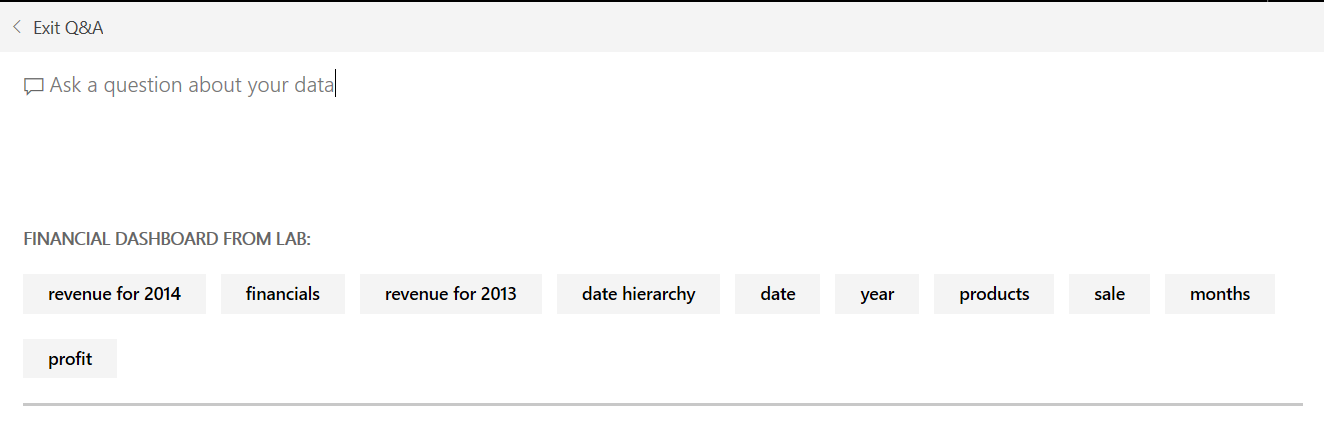 Exit Q&A
Ask a question about your data
FINANCIAL DASHBOARD FROM LAB:
revenue for 2014 financials revenue for 2013 date hierarchy date year products sale months
profit